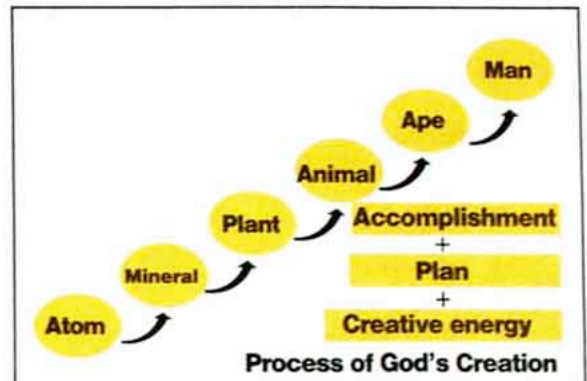 Man
Ape
Animal
Plant
Mineral
Atom
Accomplishment
+
Plan
+
Creative energy
Process of God's Creation